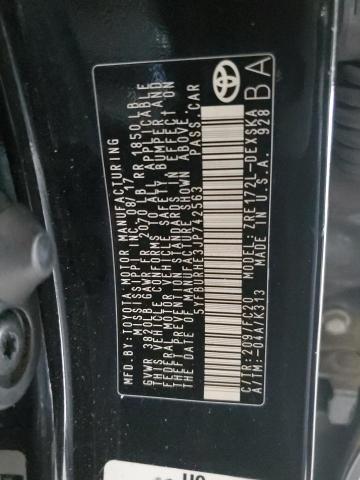 MFD. BY: TOYOTA MOTOR MANUFACTURING
MISSISSIPPI INC. 08/17
GVWR 3820LB GAWR FR 2070LB RR 1850LB
THIS VEHICLE CONFORMS TO ALL APPLICABLE
FEDERAL MOTOR VEHICLE SAFETY, BUMPER AND
THEFT PREVENTION STANDARDS IN EFFECT ON
THE DATE OF MANUFACTURE SHOWN ABOVE.
5YFBURHE3JP742563 PASS. CAR
C/TR: 209/FC20 MODEL: ZRE172L-DEXSKA
A/TM: -04A/K313 MADE IN U.S.A. 928
BA